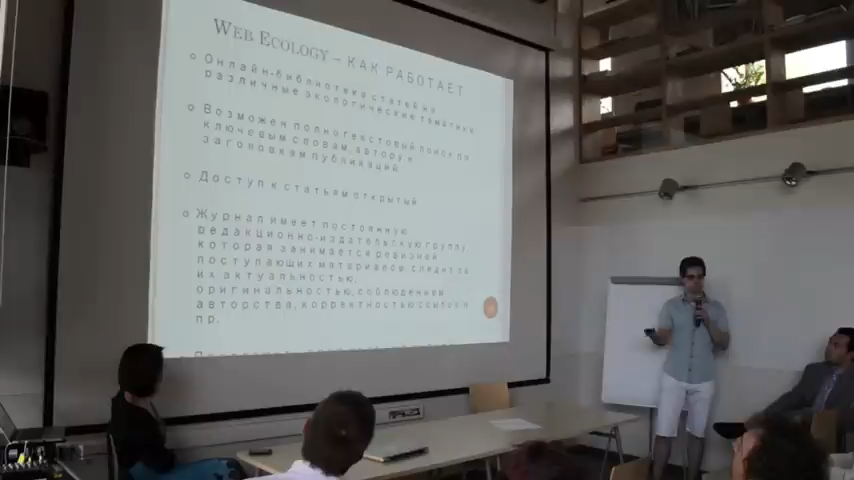 WEB ECOLOGY – КАК РАБОТАЕТ
Онлайн-библиотека статей на
различные экологические тематики
Возможен полнотекстовый поиск по
ключевым словам, автору и
заголовкам публикаций
Доступ к статьям открытый
Журнал имеет постоянную
редакционно-издательскую группу,
которая занимается ревизией
поступающих материалов, следит за
их актуальностью,
оригинальностью, соблюдением
авторства, корректностью ссылок и
пр.